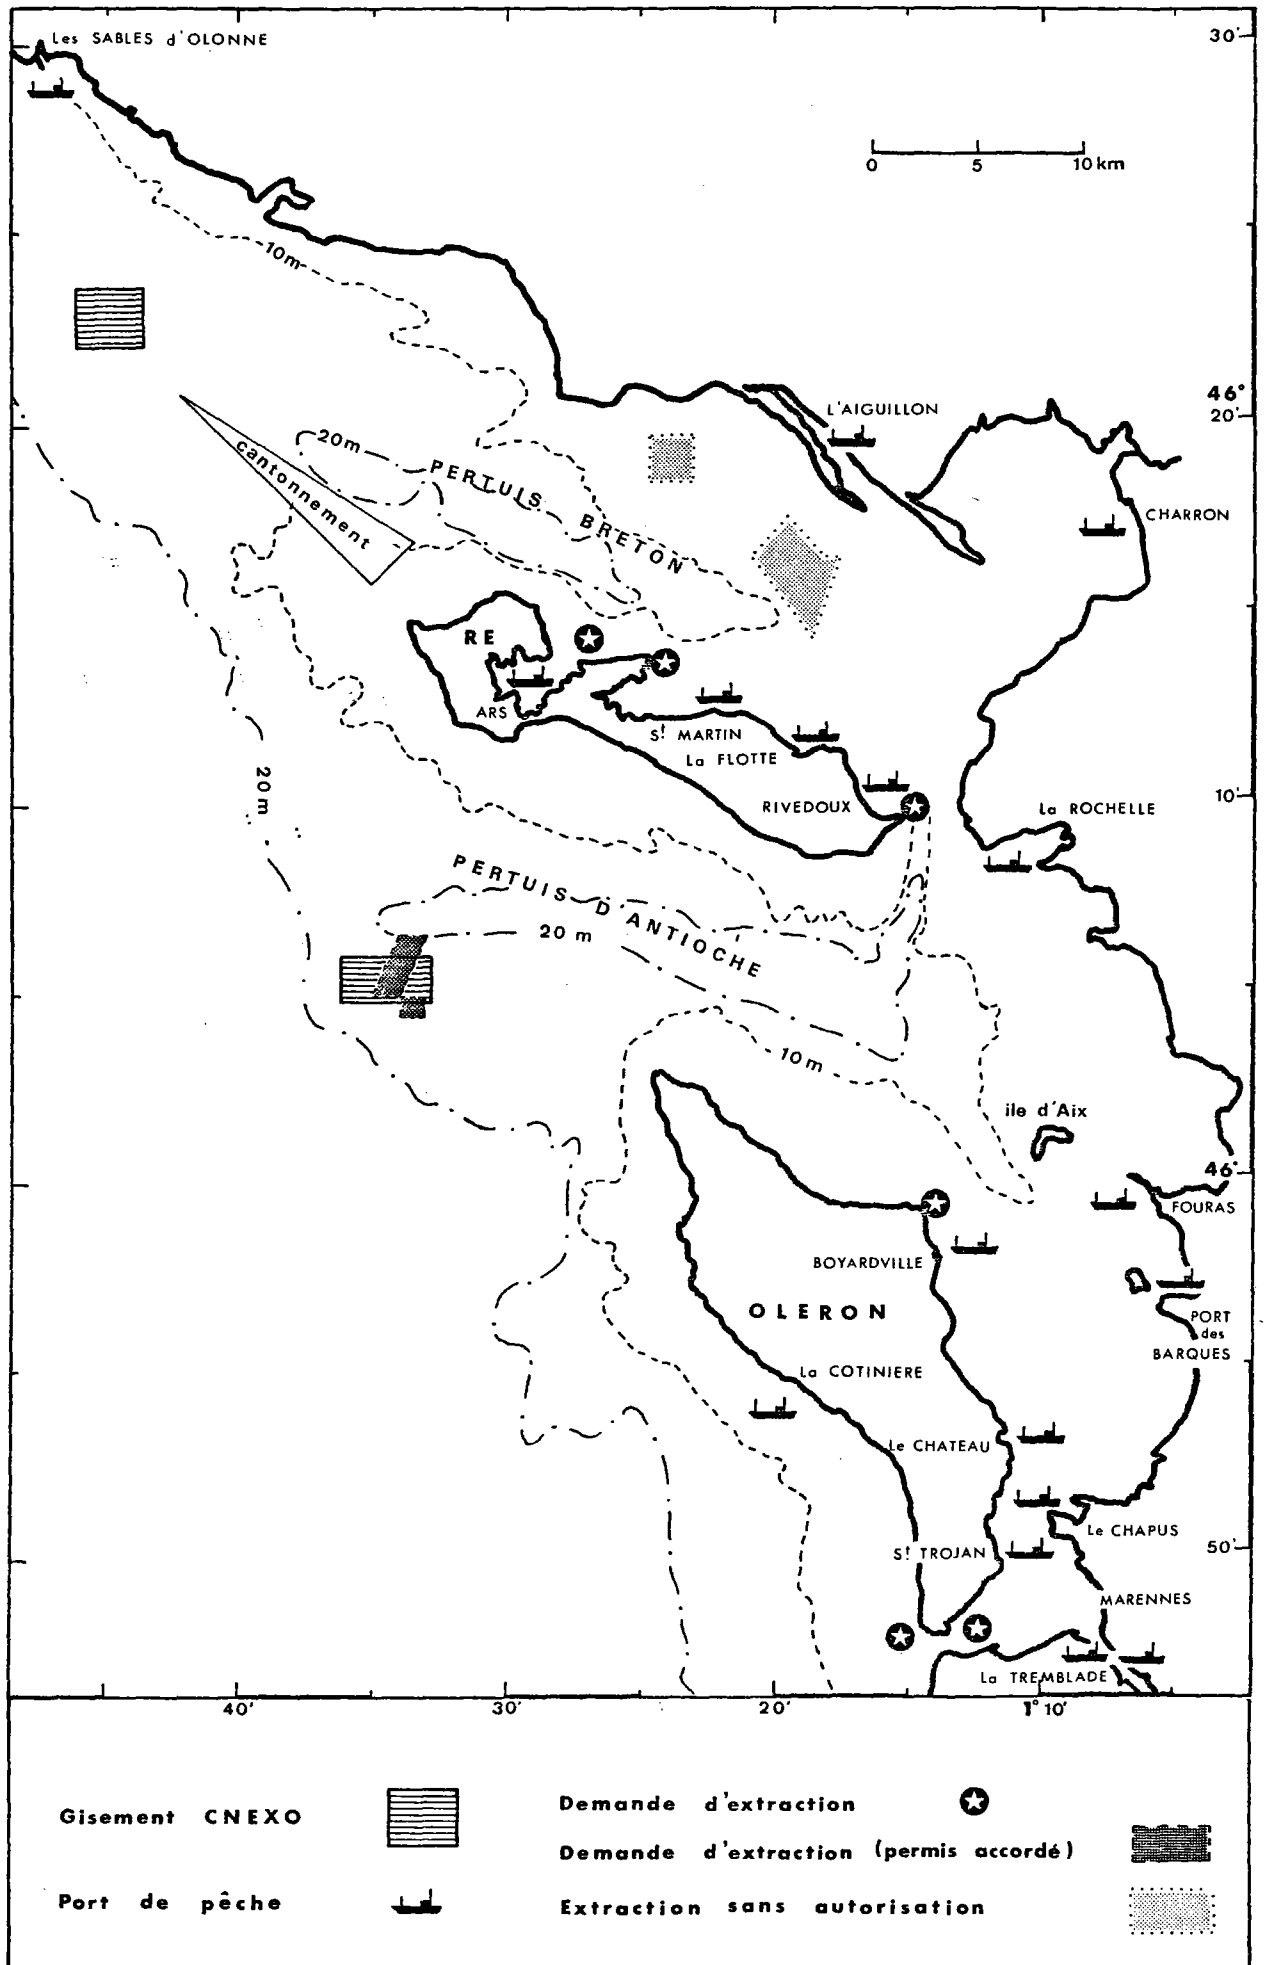 Les SABLES d'OLONNE
30'
0 5 10 km
10m
46°
20'
L'AIGUILLON
20m
cantonnement
PERTUIS BRETON
CHARRON
RE
ARS
St MARTIN
La FLOTTE
RIVEDOUX
10'
La ROCHELLE
20m
PERTUIS D'ANTIOCHE
20 m
10m
ile d'Aix
46°
FOURAS
BOYARDVILLE
OLERON
PORT
des
BARQUES
La COTINIERE
Le CHATEAU
Le CHAPUS
St TROJAN
50'
MARENNES
La TREMBLADE
40' 30' 20' 1° 10'
Gisement CNEXO
Demande d'extraction
Demande d'extraction (permis accordé)
Port de pêche
Extraction sans autorisation